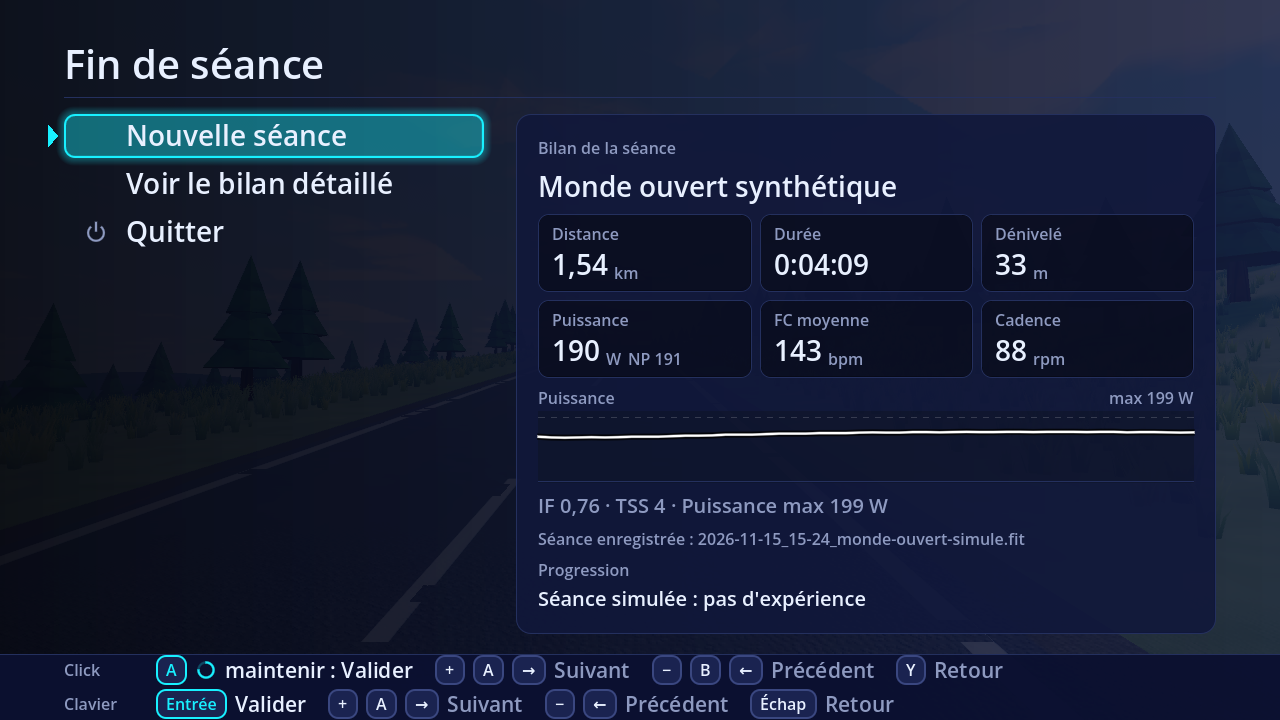 Fin de séance
Nouvelle séance
Voir le bilan détaillé
Quitter
Bilan de la séance
Monde ouvert synthétique
Distance
1,54 km
Durée
0:04:09
Dénivelé
33 m
Puissance
190 W NP 191
FC moyenne
143 bpm
Cadence
88 rpm
Puissance max 199 W
IF 0,76 · TSS 4 · Puissance max 199 W
Séance enregistrée : 2026-11-15_15-24_monde-ouvert-simule.fit
Progression
Séance simulée : pas d'expérience
Click A maintenir : Valider + A → Suivant − B ← Précédent Y Retour
Clavier Entrée Valider + A → Suivant − ← Précédent Échap Retour